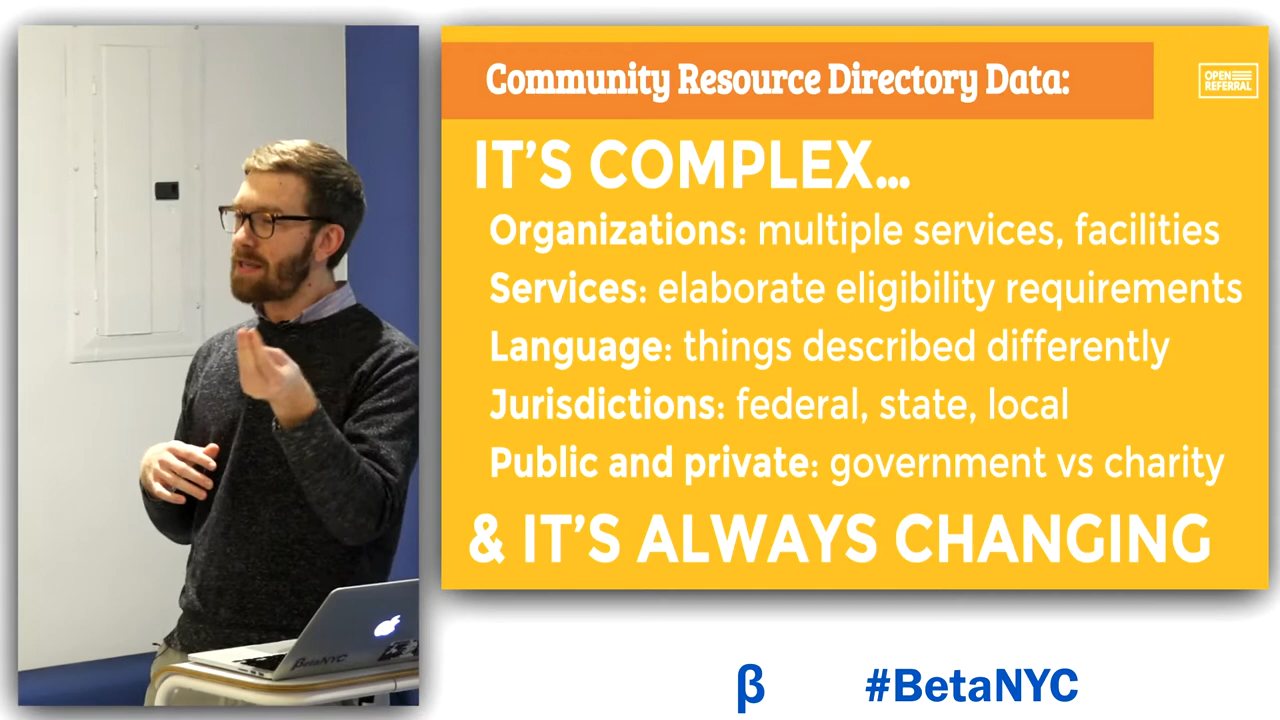 Community Resource Directory Data:
OPEN
REFERRAL
IT'S COMPLEX...
Organizations: multiple services, facilities
Services: elaborate eligibility requirements
Language: things described differently
Jurisdictions: federal, state, local
Public and private: government vs charity
& IT'S ALWAYS CHANGING
βetaNYC
β #BetaNYC